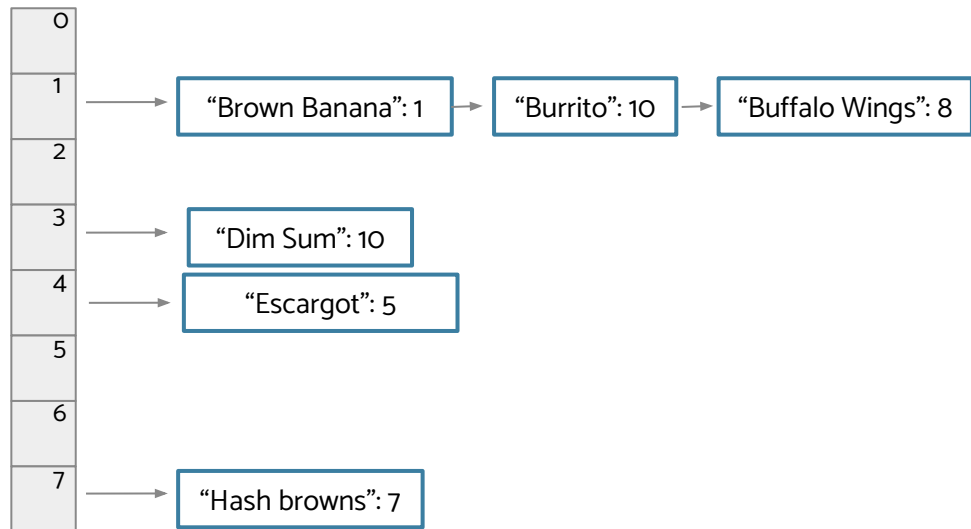 0
1
“Brown Banana”: 1
“Burrito”: 10
“Buffalo Wings”: 8
2
3
“Dim Sum”: 10
4
“Escargot”: 5
5
6
7
“Hash browns”: 7